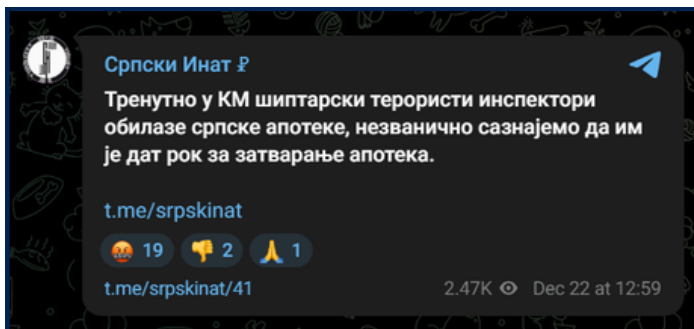 Српски Инат ₽
Тренутно у КМ шиптарски терористи инспектори
обилазе српске апотеке, незванично сазнајемо да им
је дат рок за затварање апотека.
t.me/srpskinat
🤬 19 👎 2 🙏 1
t.me/srpskinat/41 2.47K Dec 22 at 12:59